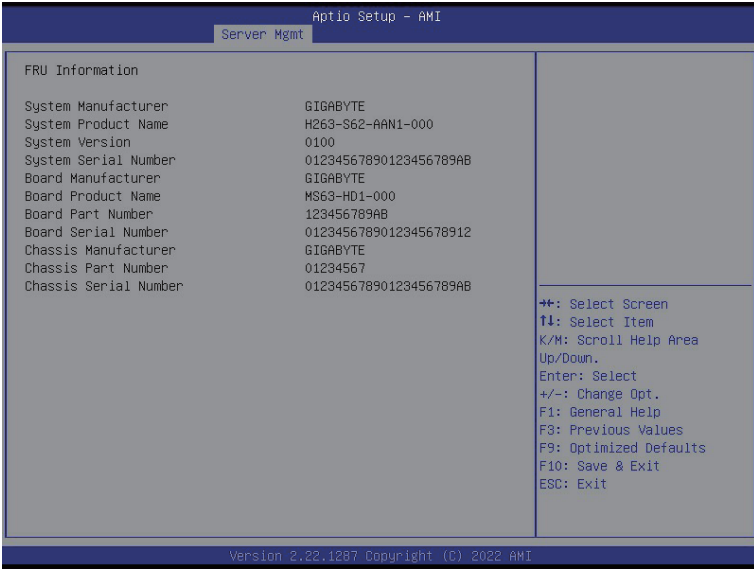 Aptio Setup – AMI
Server Mgmt
FRU Information
System Manufacturer GIGABYTE
System Product Name H263-S62-AAN1-000
System Version 0100
System Serial Number 01234567890123456789AB
Board Manufacturer GIGABYTE
Board Product Name MS63-HD1-000
Board Part Number 123456789AB
Board Serial Number 0123456789012345678912
Chassis Manufacturer GIGABYTE
Chassis Part Number 01234567
Chassis Serial Number 01234567890123456789AB
→←: Select Screen
↑↓: Select Item
K/M: Scroll Help Area
Up/Down.
Enter: Select
+/-: Change Opt.
F1: General Help
F3: Previous Values
F9: Optimized Defaults
F10: Save & Exit
ESC: Exit
Version 2.22.1287 Copyright (C) 2022 AMI